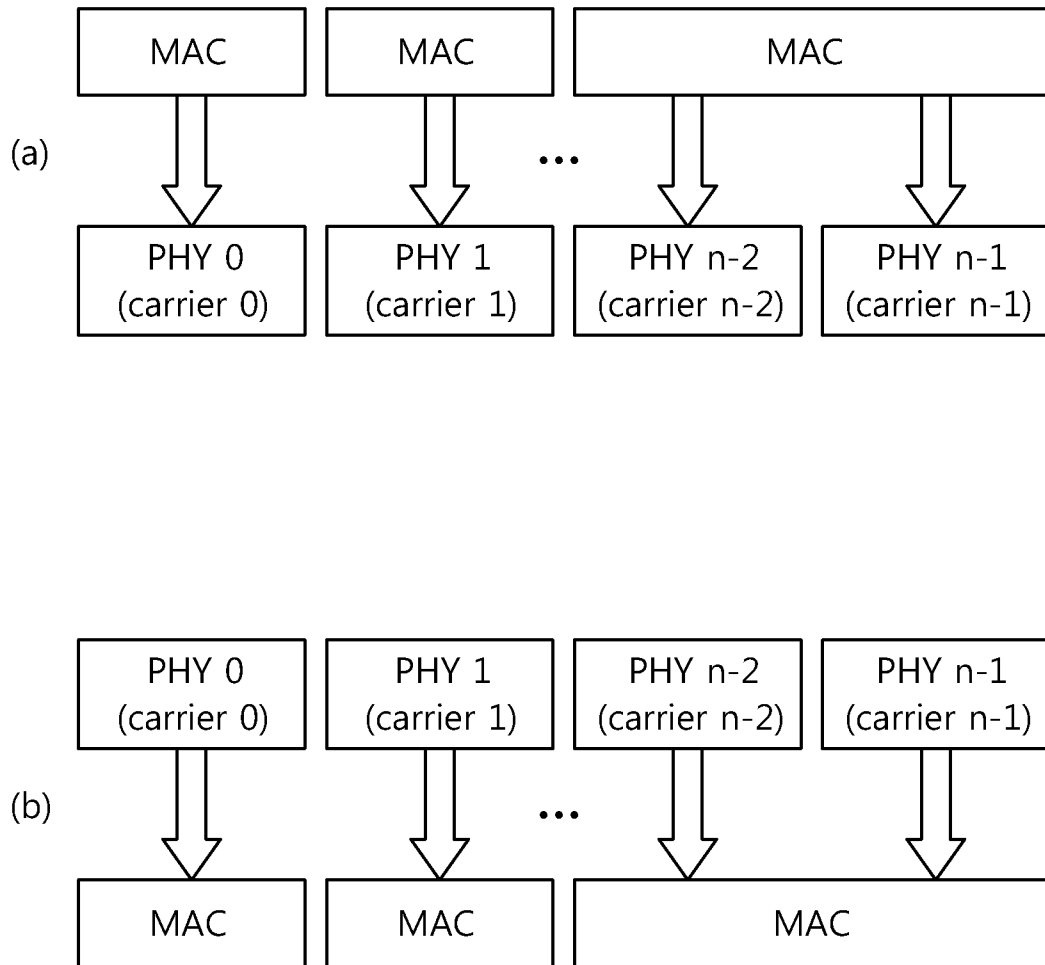 MAC MAC MAC
(a)
...
PHY 0 PHY 1 PHY n-2 PHY n-1
(carrier 0) (carrier 1) (carrier n-2) (carrier n-1)
PHY 0 PHY 1 PHY n-2 PHY n-1
(carrier 0) (carrier 1) (carrier n-2) (carrier n-1)
(b)
...
MAC MAC MAC